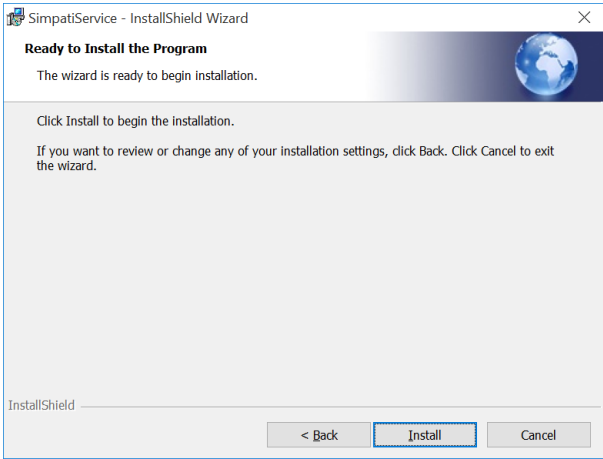 SimpatiService - InstallShield Wizard
Ready to Install the Program
The wizard is ready to begin installation.
Click Install to begin the installation.
If you want to review or change any of your installation settings, click Back. Click Cancel to exit
the wizard.
InstallShield
< Back
Install
Cancel